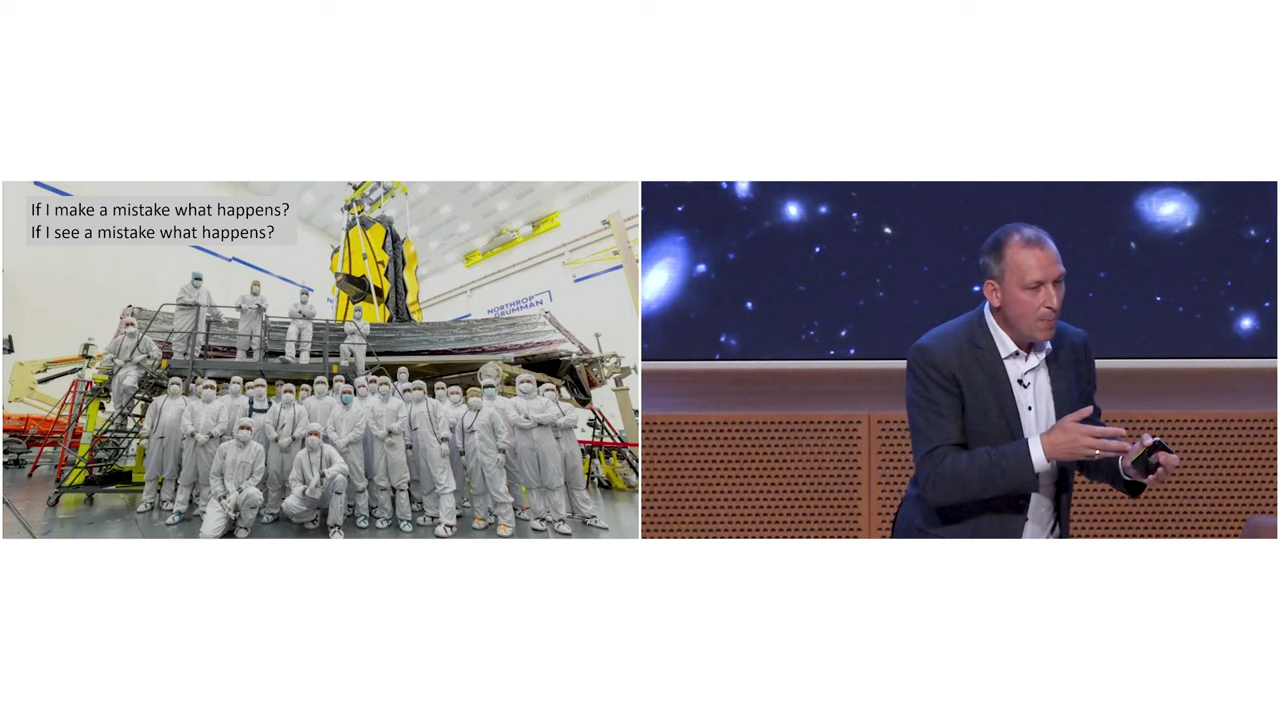 If I make a mistake what happens?
If I see a mistake what happens?
NORTHROP
GRUMMAN